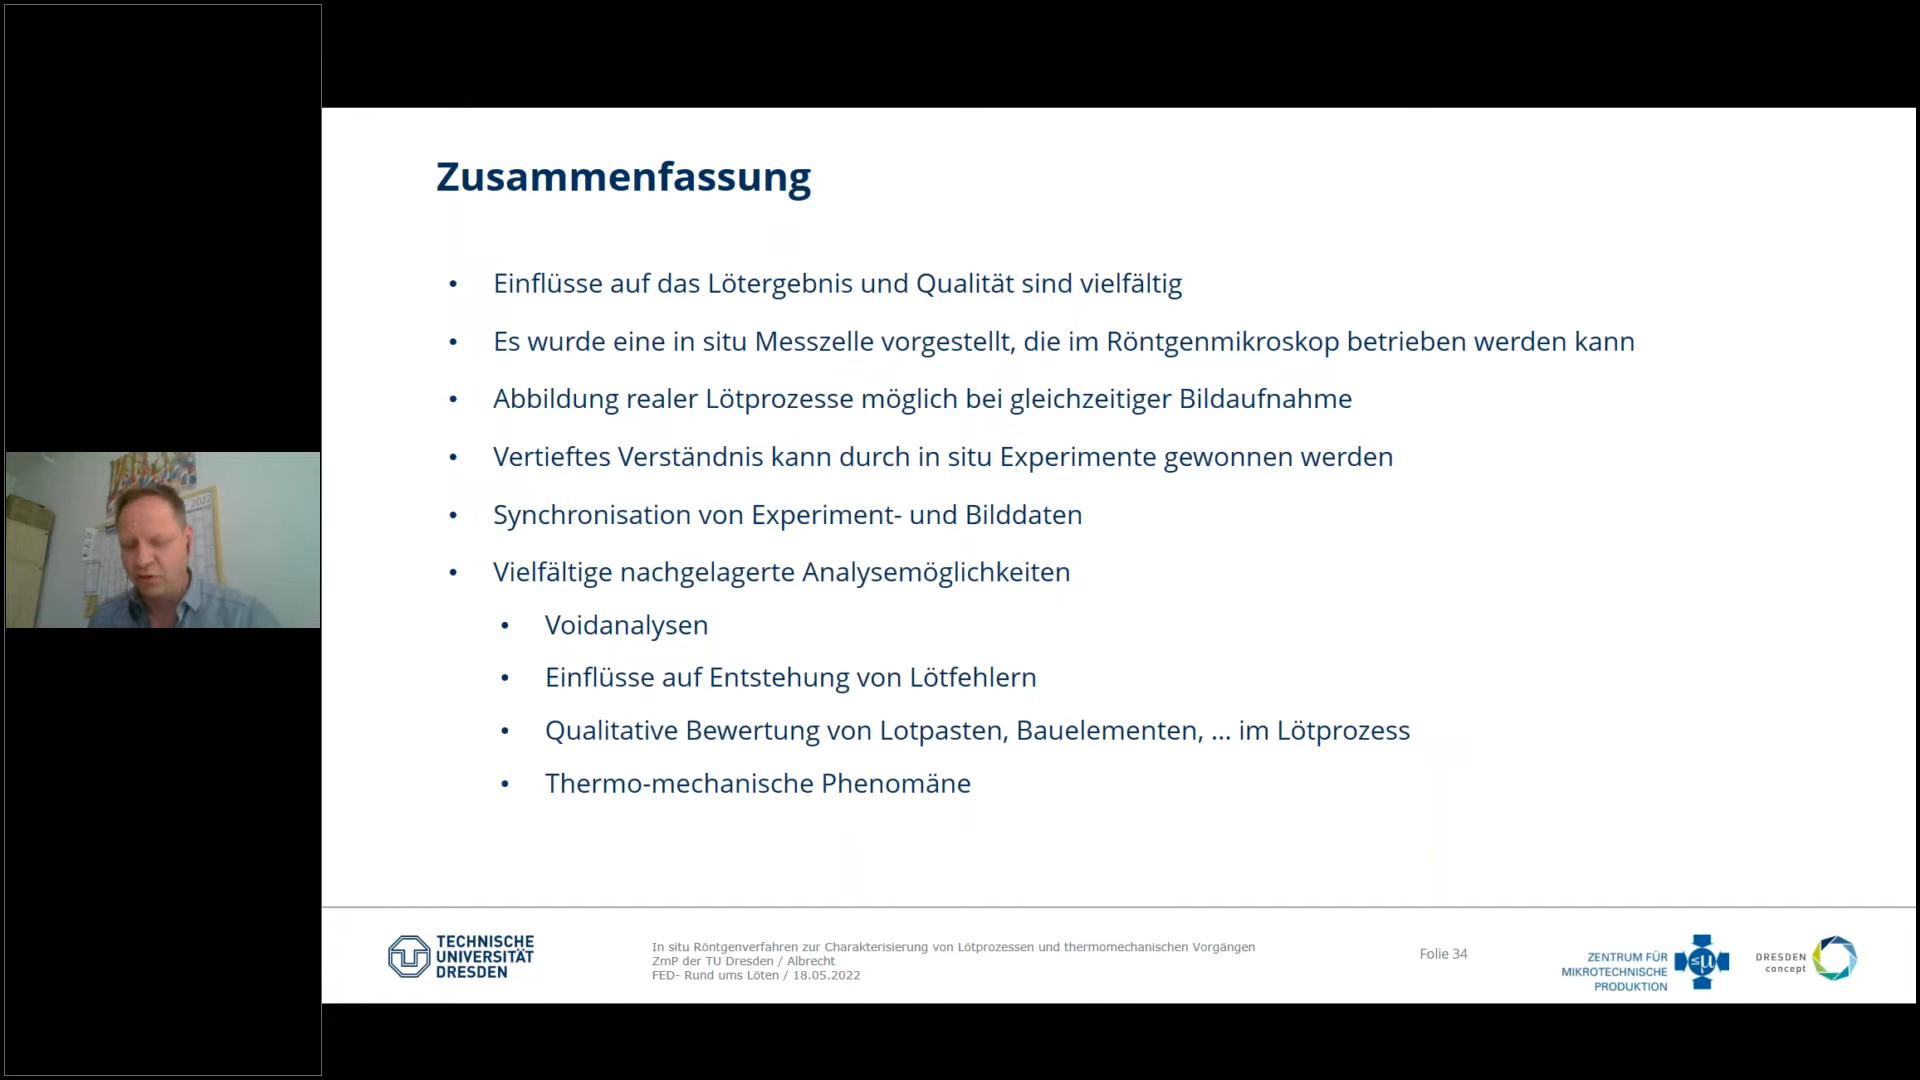 Zusammenfassung
• Einflüsse auf das Lötergebnis und Qualität sind vielfältig
• Es wurde eine in situ Messzelle vorgestellt, die im Röntgenmikroskop betrieben werden kann
• Abbildung realer Lötprozesse möglich bei gleichzeitiger Bildaufnahme
• Vertieftes Verständnis kann durch in situ Experimente gewonnen werden
• Synchronisation von Experiment- und Bilddaten
• Vielfältige nachgelagerte Analysemöglichkeiten
• Voidanalysen
• Einflüsse auf Entstehung von Lötfehlern
• Qualitative Bewertung von Lotpasten, Bauelementen, ... im Lötprozess
• Thermo-mechanische Phenomäne
TECHNISCHE
UNIVERSITÄT
DRESDEN
In situ Röntgenverfahren zur Charakterisierung von Lötprozessen und thermomechanischen Vorgängen
ZmP der TU Dresden / Albrecht
FED- Rund ums Löten / 18.05.2022
Folie 34
ZENTRUM FÜR
MIKROTECHNISCHE
PRODUKTION
sµ
DRESDEN
concept
2022